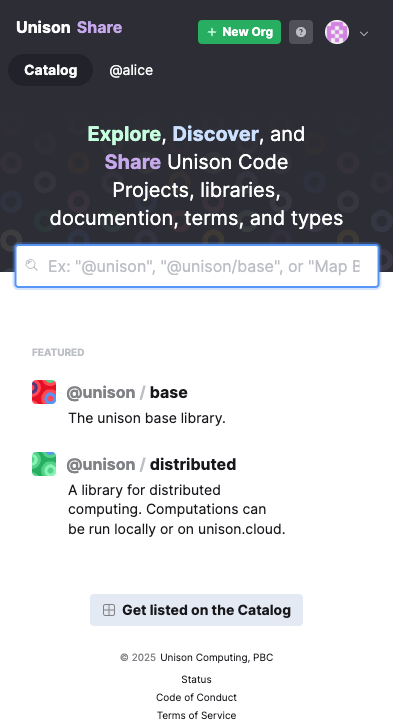 Unison Share
+ New Org
?
Catalog
@alice
Explore, Discover, and
Share Unison Code
Projects, libraries,
documention, terms, and types
Ex: "@unison", "@unison/base", or "Map B
FEATURED
@unison / base
The unison base library.
@unison / distributed
A library for distributed
computing. Computations can
be run locally or on unison.cloud.
Get listed on the Catalog
© 2025 Unison Computing, PBC
Status
Code of Conduct
Terms of Service